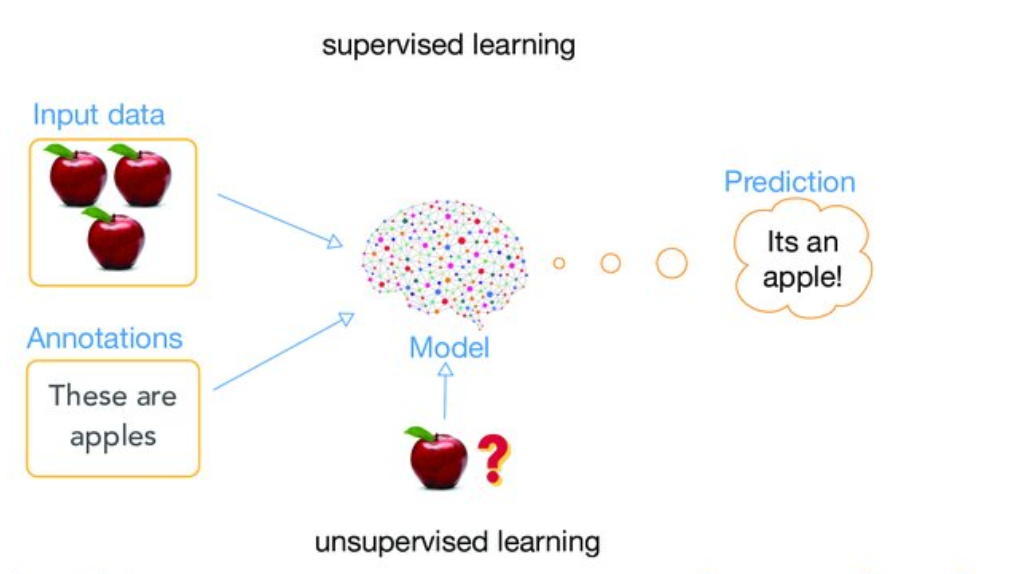 supervised learning
Input data
Prediction
Its an
apple!
Annotations
Model
These are
apples
?
unsupervised learning